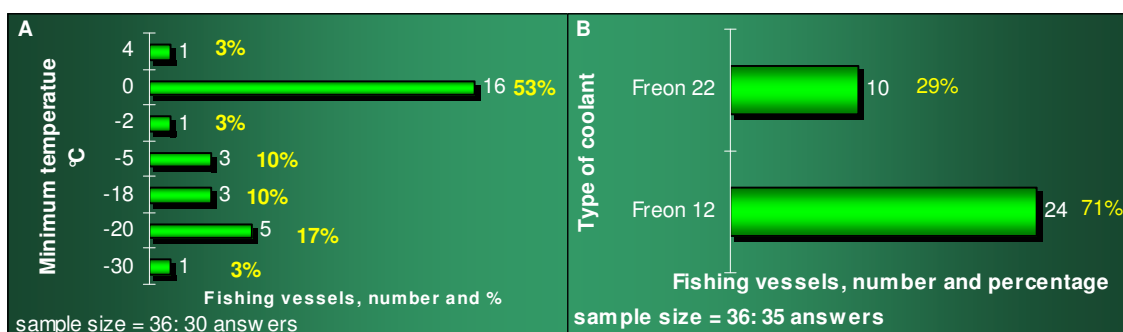 A
Minimum temperatue
°C
4 1 3%
0 16 53%
-2 1 3%
-5 3 10%
-18 3 10%
-20 5 17%
-30 1 3%
Fishing vessels, number and %
sample size = 36: 30 answers
B
Type of coolant
Freon 22 10 29%
Freon 12 24 71%
Fishing vessels, number and percentage
sample size = 36: 35 answers